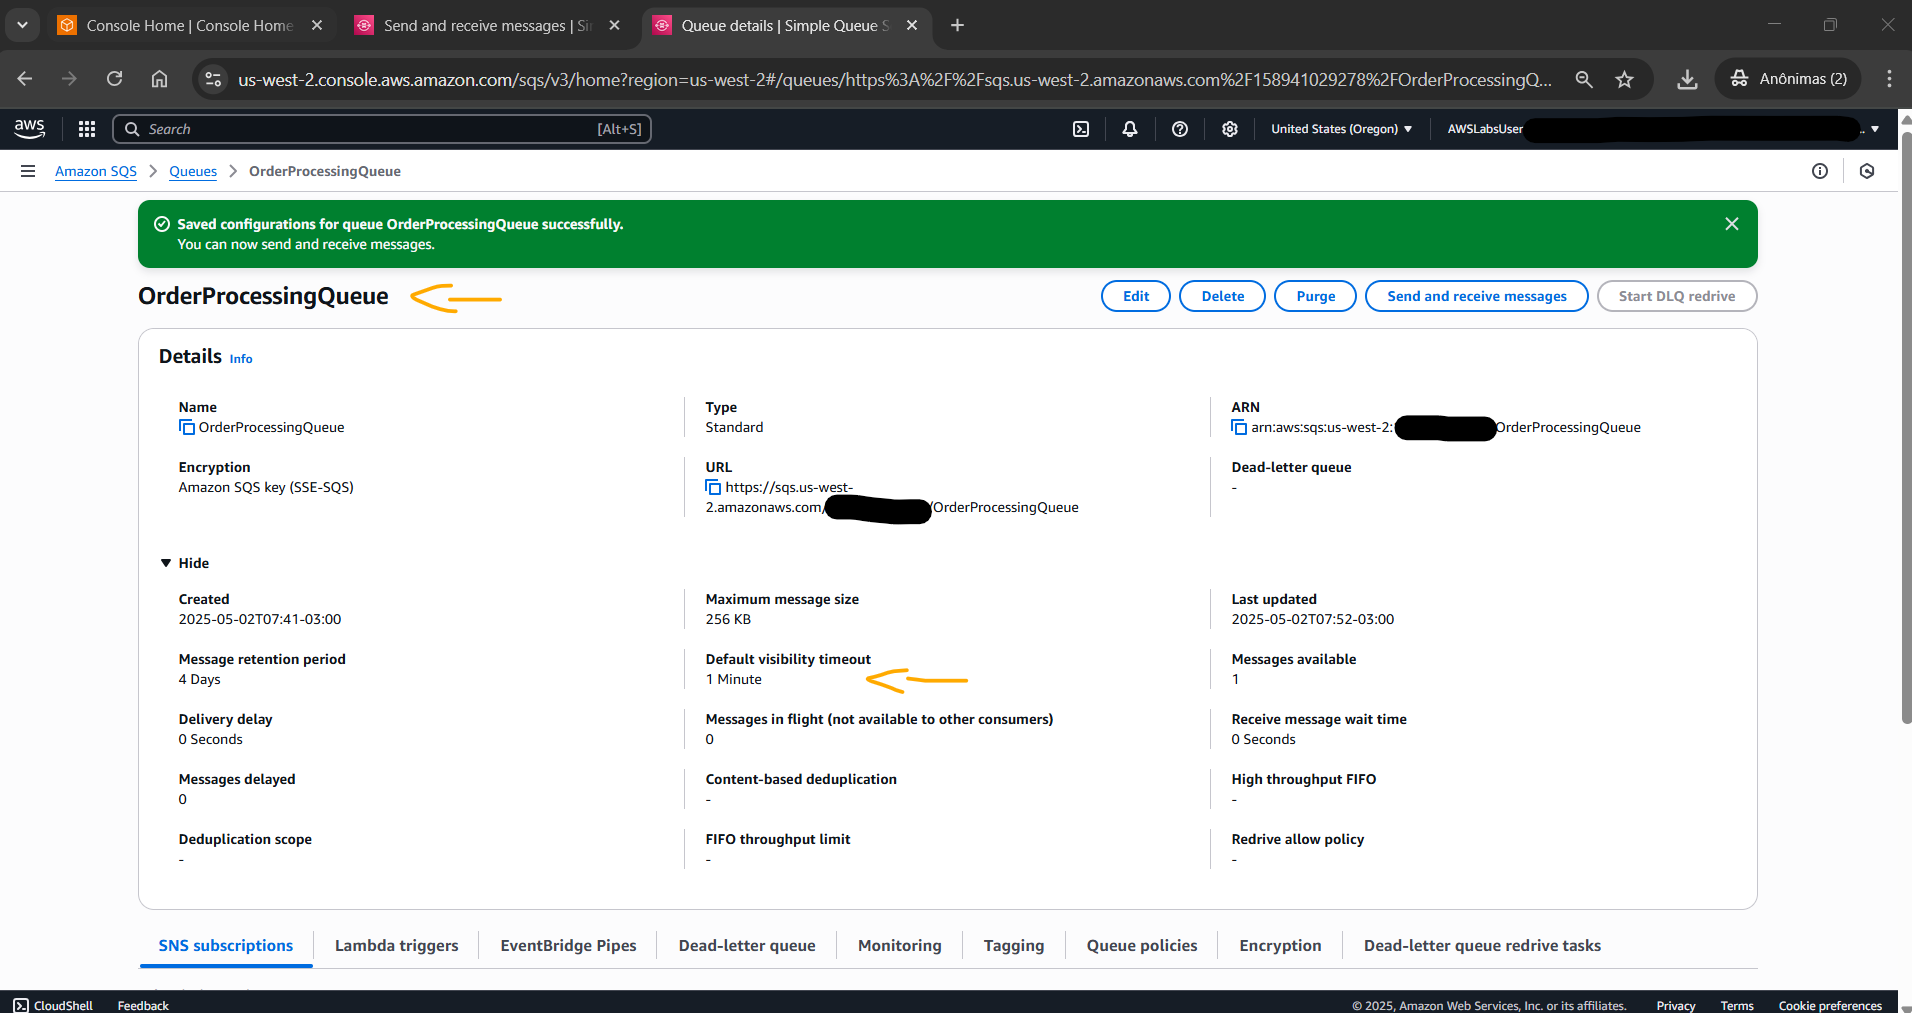 Console Home | Console Home
Send and receive messages | Si
Queue details | Simple Queue S
us-west-2.console.aws.amazon.com/sqs/v3/home?region=us-west-2#/queues/https%3A%2F%2Fsqs.us-west-2.amazonaws.com%2F158941029278%2FOrderProcessingQ...
Anônimas (2)
aws
Search
[Alt+S]
United States (Oregon)
AWSLabsUser
Amazon SQS
Queues
OrderProcessingQueue
Saved configurations for queue OrderProcessingQueue successfully.
You can now send and receive messages.
OrderProcessingQueue
Edit
Delete
Purge
Send and receive messages
Start DLQ redrive
Details Info
Name
OrderProcessingQueue
Type
Standard
ARN
arn:aws:sqs:us-west-2: OrderProcessingQueue
Encryption
Amazon SQS key (SSE-SQS)
URL
https://sqs.us-west-
2.amazonaws.com/ /OrderProcessingQueue
Dead-letter queue
-
Hide
Created
2025-05-02T07:41-03:00
Maximum message size
256 KB
Last updated
2025-05-02T07:52-03:00
Message retention period
4 Days
Default visibility timeout
1 Minute
Messages available
1
Delivery delay
0 Seconds
Messages in flight (not available to other consumers)
0
Receive message wait time
0 Seconds
Messages delayed
0
Content-based deduplication
-
High throughput FIFO
-
Deduplication scope
-
FIFO throughput limit
-
Redrive allow policy
-
SNS subscriptions
Lambda triggers
EventBridge Pipes
Dead-letter queue
Monitoring
Tagging
Queue policies
Encryption
Dead-letter queue redrive tasks
CloudShell
Feedback
© 2025, Amazon Web Services, Inc. or its affiliates.
Privacy
Terms
Cookie preferences